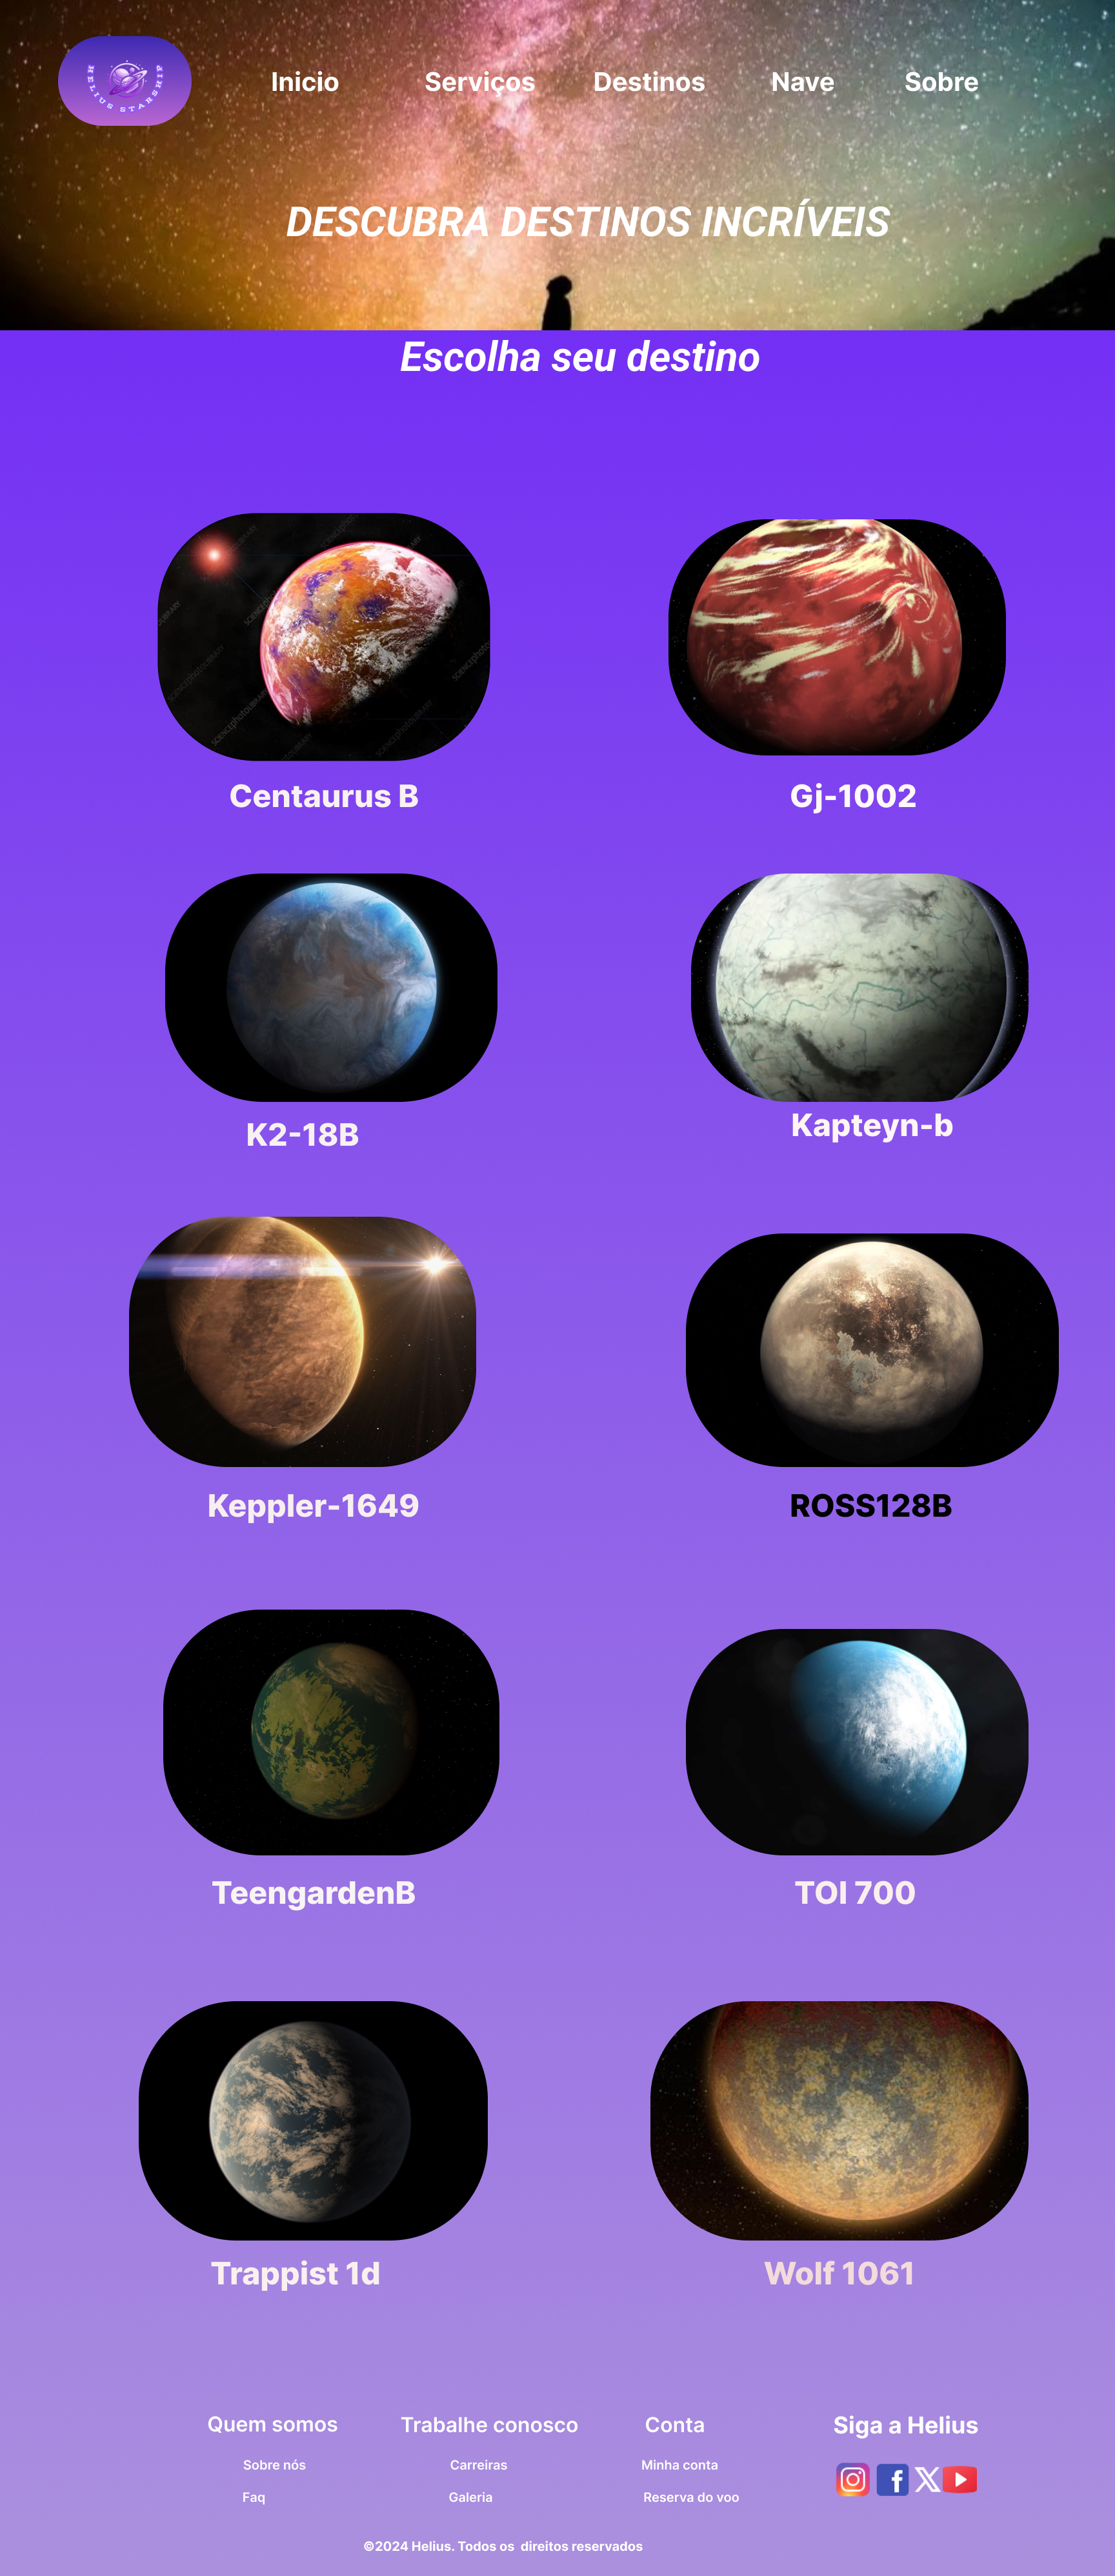 HELIUS STARSHIP
Inicio Serviços Destinos Nave Sobre
DESCUBRA DESTINOS INCRÍVEIS
Escolha seu destino
SCIENCEphotoLIBRARY
Centaurus B Gj-1002
K2-18B Kapteyn-b
Keppler-1649 ROSS128B
TeengardenB TOI 700
Trappist 1d Wolf 1061
Quem somos Trabalhe conosco Conta Siga a Helius
Sobre nós Carreiras Minha conta
Faq Galeria Reserva do voo
©2024 Helius. Todos os direitos reservados